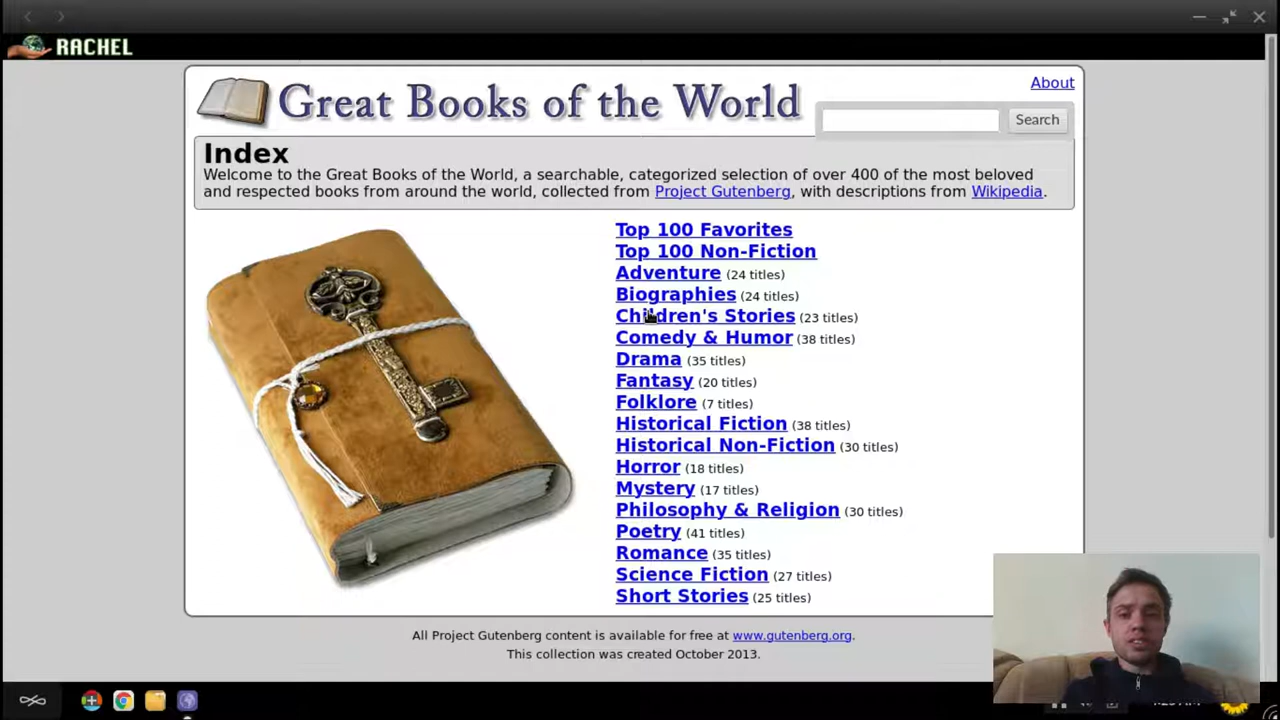 RACHEL
About
Great Books of the World
Search
Index
Welcome to the Great Books of the World, a searchable, categorized selection of over 400 of the most beloved
and respected books from around the world, collected from Project Gutenberg, with descriptions from Wikipedia.
Top 100 Favorites
Top 100 Non-Fiction
Adventure (24 titles)
Biographies (24 titles)
Children's Stories (23 titles)
Comedy & Humor (38 titles)
Drama (35 titles)
Fantasy (20 titles)
Folklore (7 titles)
Historical Fiction (38 titles)
Historical Non-Fiction (30 titles)
Horror (18 titles)
Mystery (17 titles)
Philosophy & Religion (30 titles)
Poetry (41 titles)
Romance (35 titles)
Science Fiction (27 titles)
Short Stories (25 titles)
All Project Gutenberg content is available for free at www.gutenberg.org.
This collection was created October 2013.